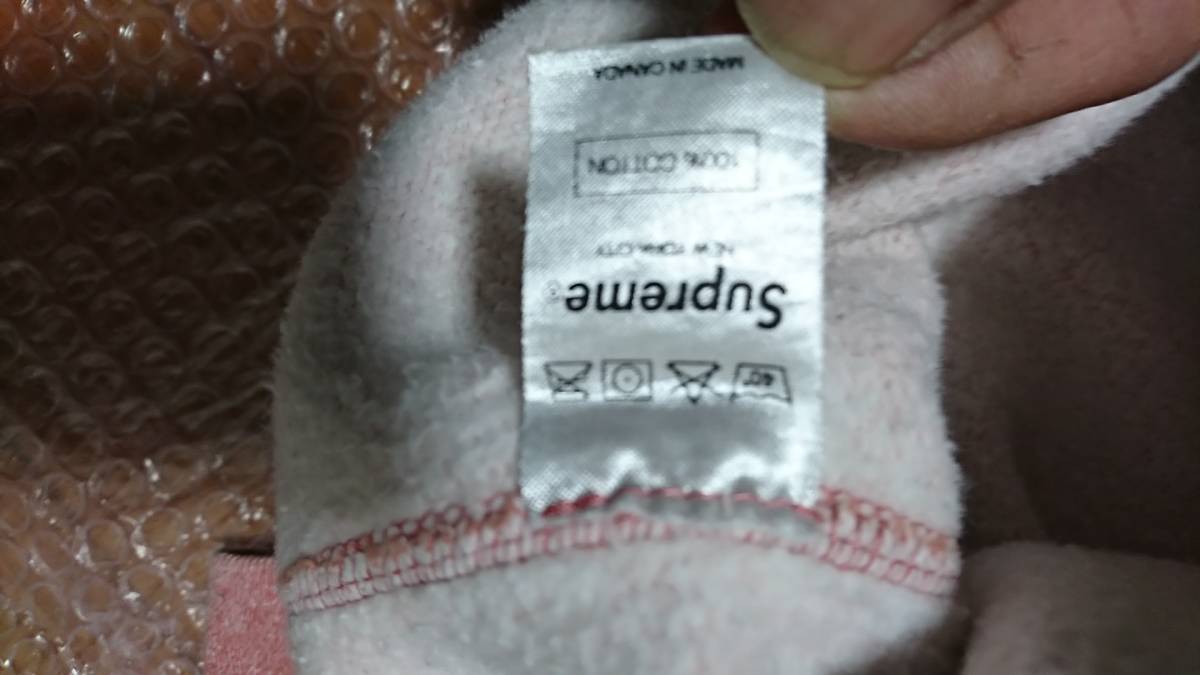 40°
Supreme®
NEW YORK CITY
100% COTTON
MADE IN CANADA